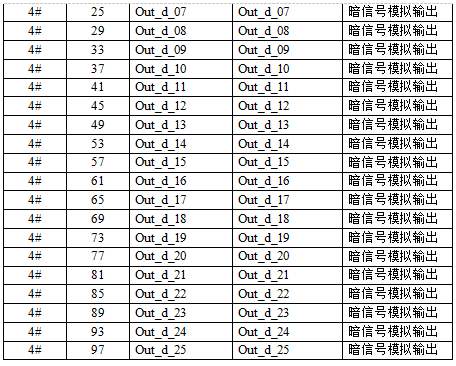 4# 25 Out_d_07 Out_d_07 暗信号模拟输出
4# 29 Out_d_08 Out_d_08 暗信号模拟输出
4# 33 Out_d_09 Out_d_09 暗信号模拟输出
4# 37 Out_d_10 Out_d_10 暗信号模拟输出
4# 41 Out_d_11 Out_d_11 暗信号模拟输出
4# 45 Out_d_12 Out_d_12 暗信号模拟输出
4# 49 Out_d_13 Out_d_13 暗信号模拟输出
4# 53 Out_d_14 Out_d_14 暗信号模拟输出
4# 57 Out_d_15 Out_d_15 暗信号模拟输出
4# 61 Out_d_16 Out_d_16 暗信号模拟输出
4# 65 Out_d_17 Out_d_17 暗信号模拟输出
4# 69 Out_d_18 Out_d_18 暗信号模拟输出
4# 73 Out_d_19 Out_d_19 暗信号模拟输出
4# 77 Out_d_20 Out_d_20 暗信号模拟输出
4# 81 Out_d_21 Out_d_21 暗信号模拟输出
4# 85 Out_d_22 Out_d_22 暗信号模拟输出
4# 89 Out_d_23 Out_d_23 暗信号模拟输出
4# 93 Out_d_24 Out_d_24 暗信号模拟输出
4# 97 Out_d_25 Out_d_25 暗信号模拟输出